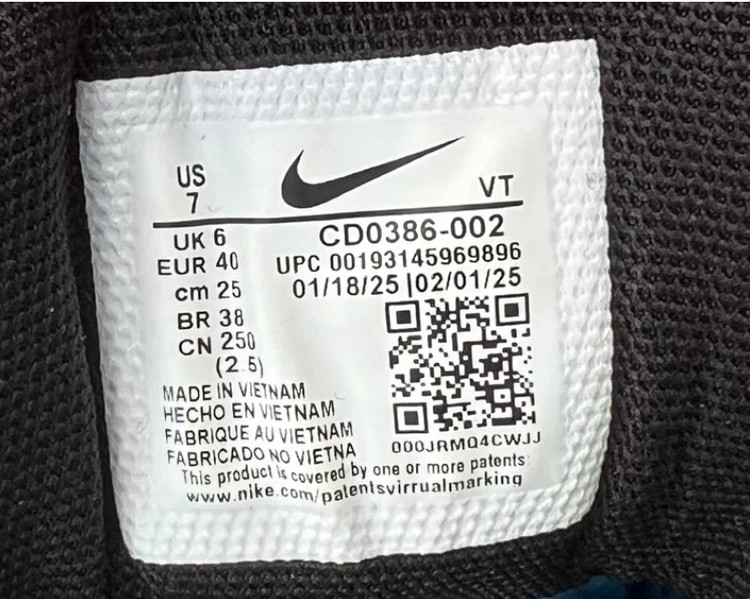 US
7
VT
UK 6
EUR 40
cm 25
BR 38
CN 250
(2.5)
CD0386-002
UPC 00193145969896
01/18/25 |02/01/25
000JRMQ4CWJJ
MADE IN VIETNAM
HECHO EN VIETNAM
FABRIQUE AU VIETNAM
FABRICADO NO VIETNA
This product is covered by one or more patents:
www.nike.com/patentsvirrualmarking